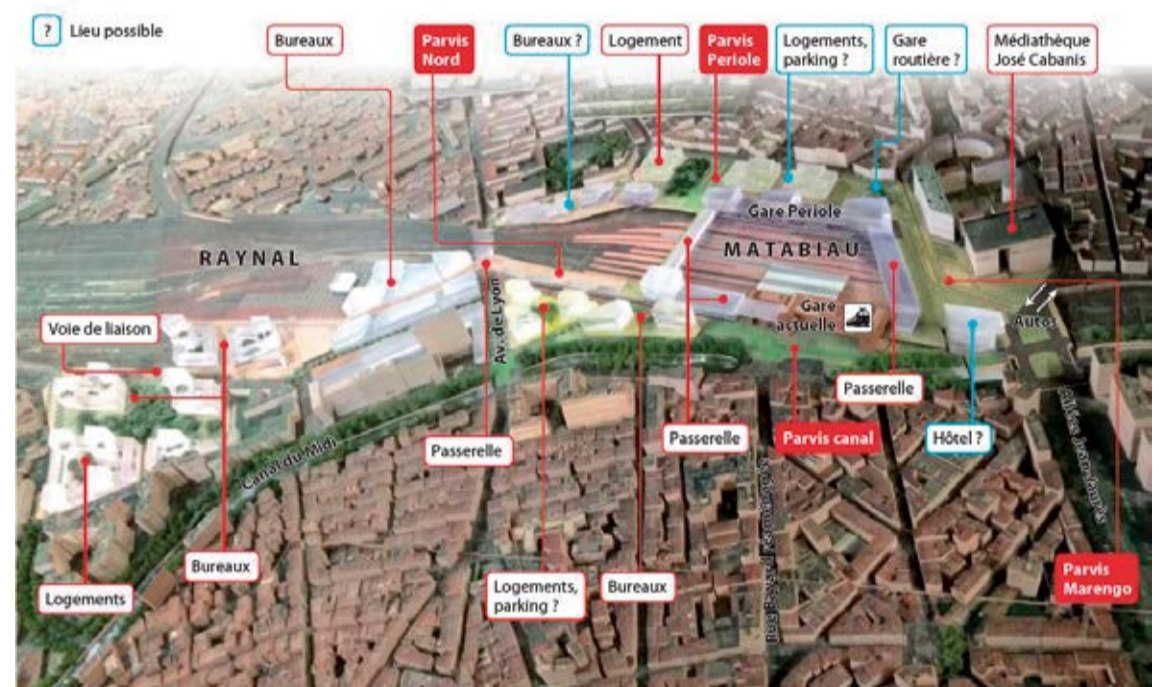 ?
Lieu possible
Bureaux
Parvis
Nord
Bureaux ?
Logement
Parvis
Periole
Logements,
parking ?
Gare
routière ?
Médiathèque
José Cabanis
Gare Periole
RAYNAL
MATABIAU
Av. de Lyon
Gare
actuelle
Autos
Voie de liaison
Passerelle
Passerelle
Passerelle
Parvis canal
Hôtel ?
Canal du Midi
Allées Jean-Jaurès
Bureaux
Logements
Logements,
parking ?
Bureaux
Parvis
Marengo